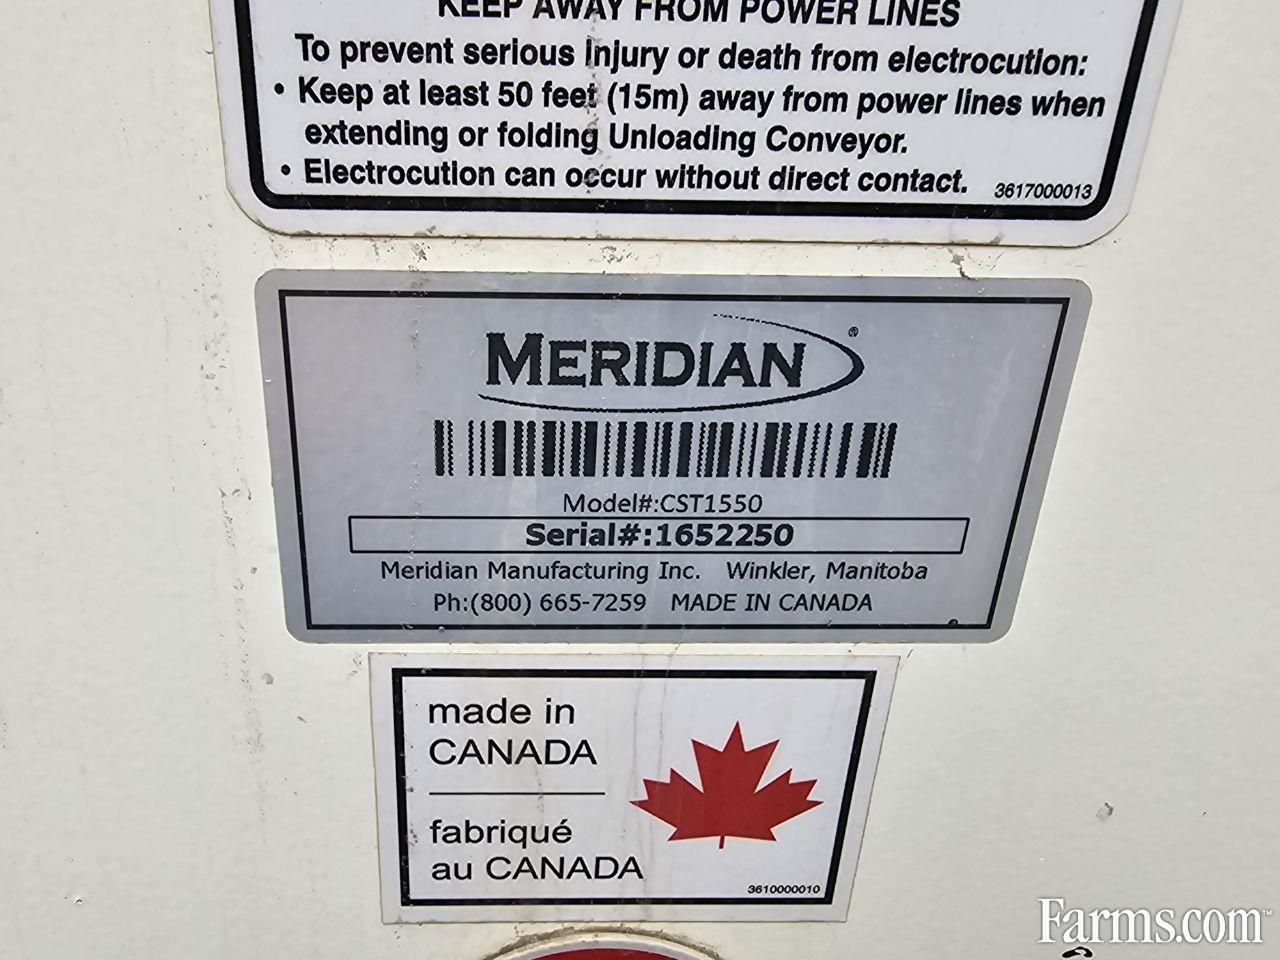 KEEP AWAY FROM POWER LINES
To prevent serious injury or death from electrocution:
• Keep at least 50 feet (15m) away from power lines when
extending or folding Unloading Conveyor.
• Electrocution can occur without direct contact.
3617000013
MERIDIAN®
Model#:CST1550
Serial#:1652250
Meridian Manufacturing Inc. Winkler, Manitoba
Ph:(800) 665-7259 MADE IN CANADA
made in
CANADA
fabriqué
au CANADA
3610000010
Farms.com™